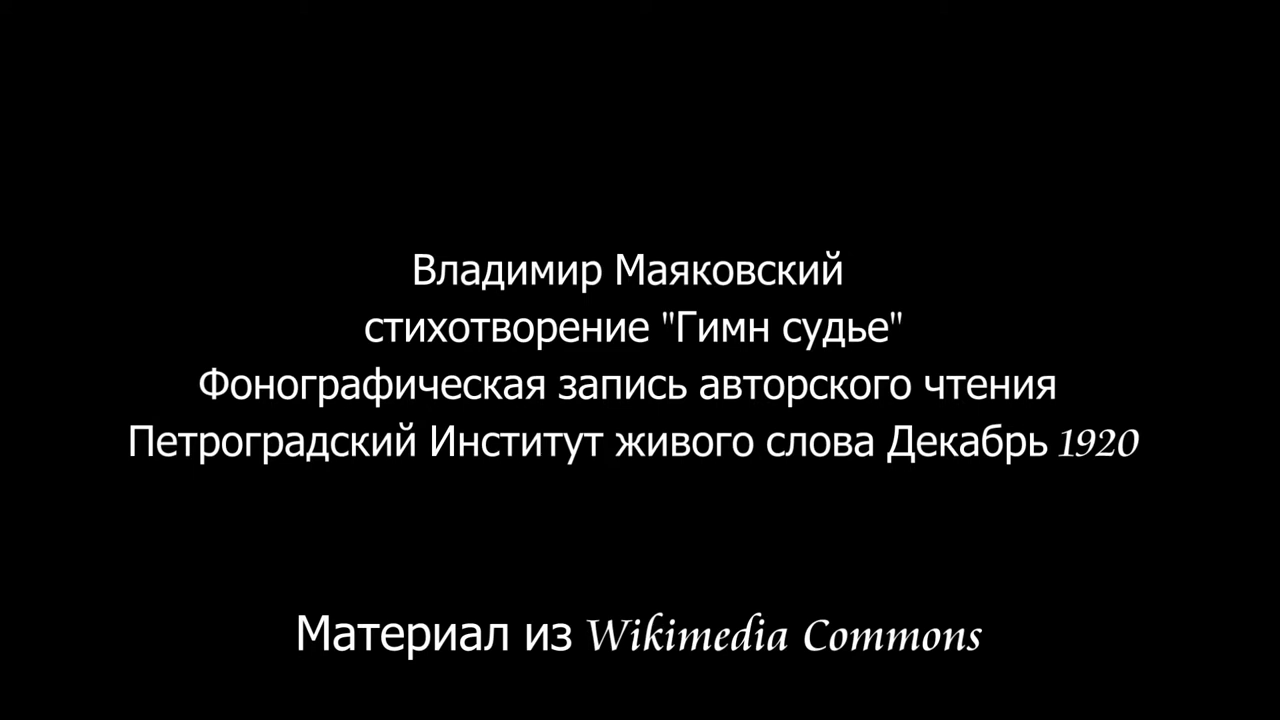 Владимир Маяковский
стихотворение "Гимн судье"
Фонографическая запись авторского чтения
Петроградский Институт живого слова Декабрь 1920
Материал из Wikimedia Commons